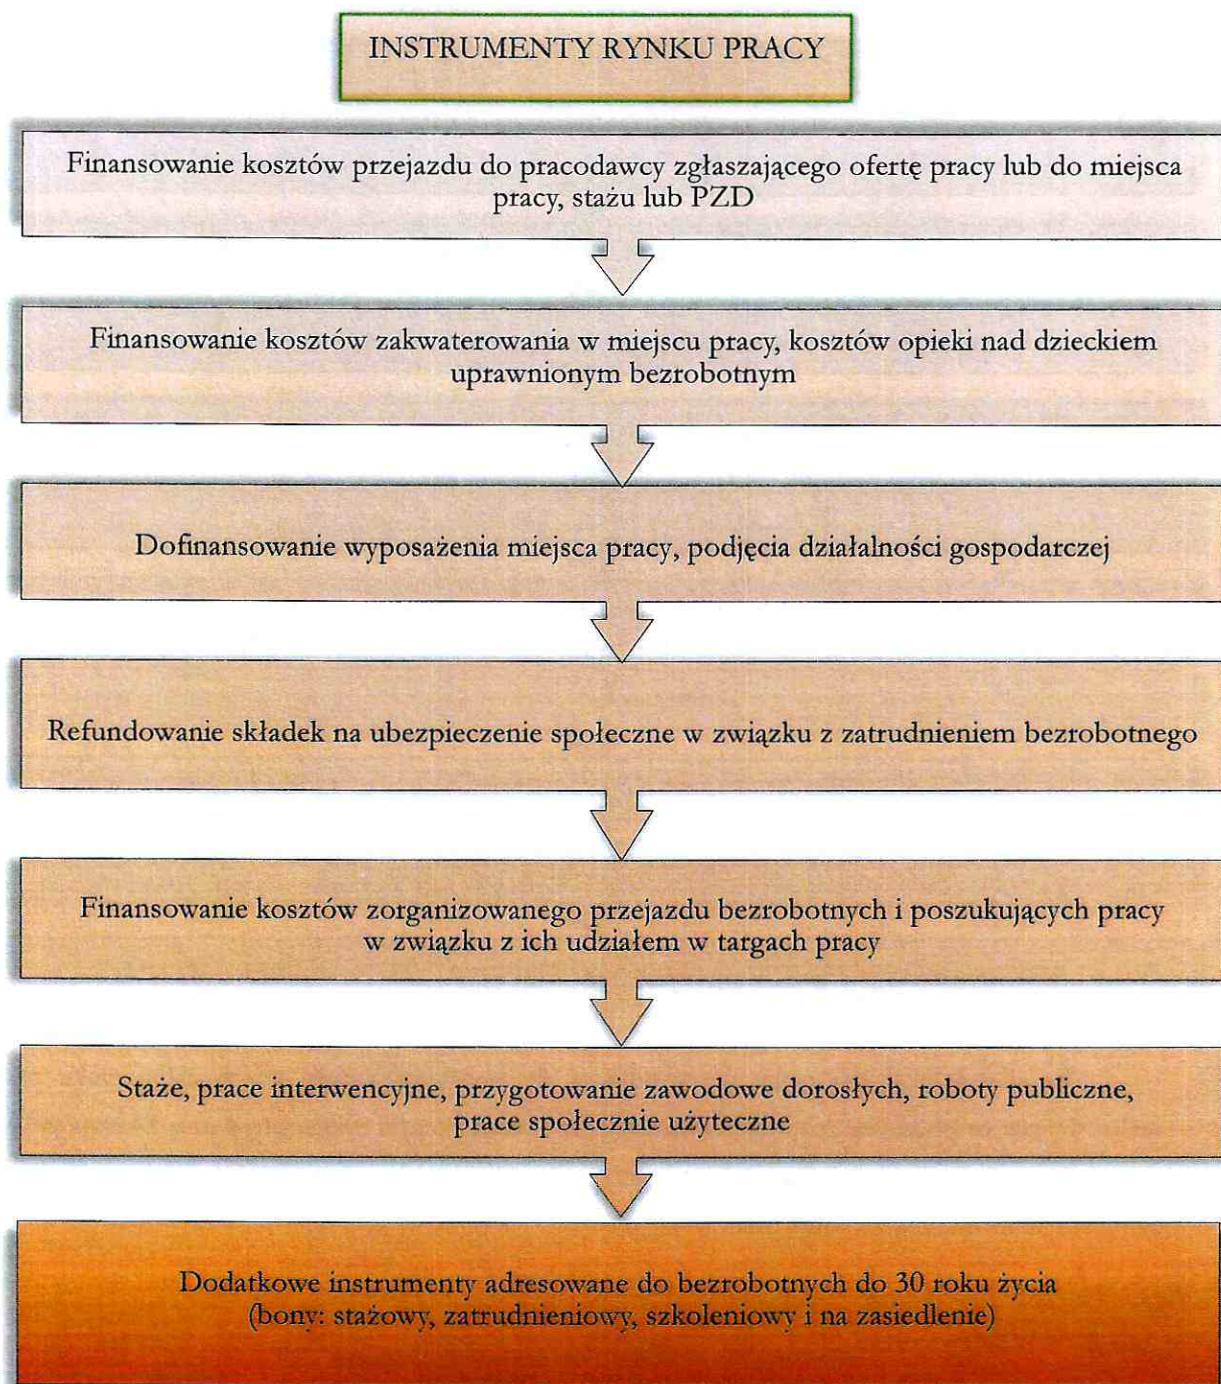 INSTRUMENTY RYNKU PRACY
Finansowanie kosztów przejazdu do pracodawcy zgłaszającego ofertę pracy lub do miejsca
pracy, stażu lub PZD
Finansowanie kosztów zakwaterowania w miejscu pracy, kosztów opieki nad dzieckiem
uprawnionym bezrobotnym
Dofinansowanie wyposażenia miejsca pracy, podjęcia działalności gospodarczej
Refundowanie składek na ubezpieczenie społeczne w związku z zatrudnieniem bezrobotnego
Finansowanie kosztów zorganizowanego przejazdu bezrobotnych i poszukujących pracy
w związku z ich udziałem w targach pracy
Staże, prace interwencyjne, przygotowanie zawodowe dorosłych, roboty publiczne,
prace społecznie użyteczne
Dodatkowe instrumenty adresowane do bezrobotnych do 30 roku życia
(bony: stażowy, zatrudnieniowy, szkoleniowy i na zasiedlenie)